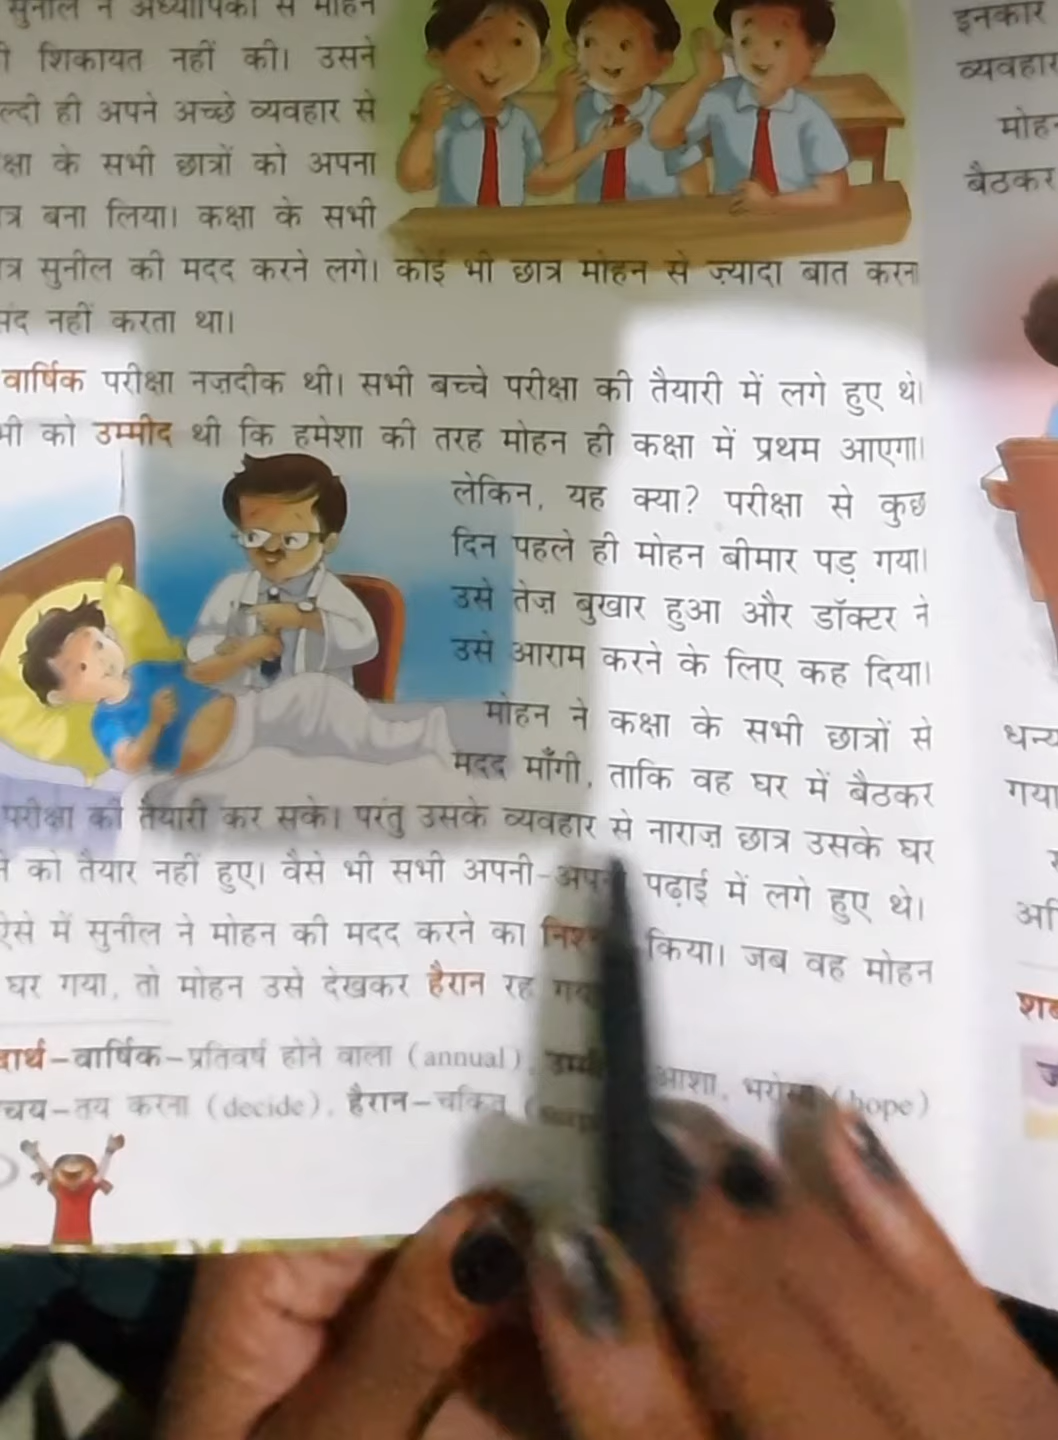 सुनील ने अध्यापिका से मोहन
शिकायत नहीं की। उसने
ही अपने अच्छे व्यवहार से
के सभी छात्रों को अपना
बना लिया। कक्षा के सभी
सुनील की मदद करने लगे। कोई भी छात्र मोहन से ज़्यादा बात करना
नहीं करता था।
वार्षिक परीक्षा नज़दीक थी। सभी बच्चे परीक्षा की तैयारी में लगे हुए थे।
को उम्मीद थी कि हमेशा की तरह मोहन ही कक्षा में प्रथम आएगा।
लेकिन, यह क्या? परीक्षा से कुछ
दिन पहले ही मोहन बीमार पड़ गया।
उसे तेज़ बुखार हुआ और डॉक्टर ने
उसे आराम करने के लिए कह दिया।
मोहन ने कक्षा के सभी छात्रों से
मदद माँगी, ताकि वह घर में बैठकर
परीक्षा की तैयारी कर सके। परंतु उसके व्यवहार से नाराज़ छात्र उसके घर
को तैयार नहीं हुए। वैसे भी सभी अपनी-अपनी पढ़ाई में लगे हुए थे।
ऐसे में सुनील ने मोहन की मदद करने का किया। जब वह मोहन
घर गया, तो मोहन उसे देखकर हैरान रह
वार्षिक–प्रतिवर्ष होने वाला (annual), आशा, भरोसा (hope)
तय करना (decide), हैरान–चकित
इनकार
व्यवहार
बैठकर
गया